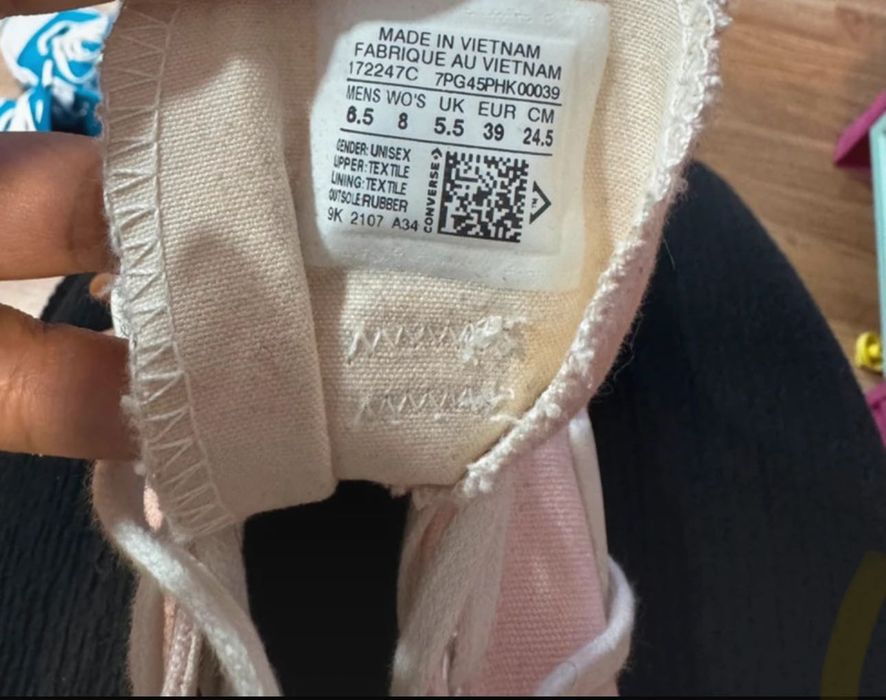 MADE IN VIETNAM
FABRIQUE AU VIETNAM
172247C 7PG45PHK00039
MENS WO'S UK EUR CM
6.5 8 5.5 39 24.5
GENDER: UNISEX
UPPER: TEXTILE
LINING: TEXTILE
OUTSOLE:RUBBER
9K 2107 A34
CONVERSE